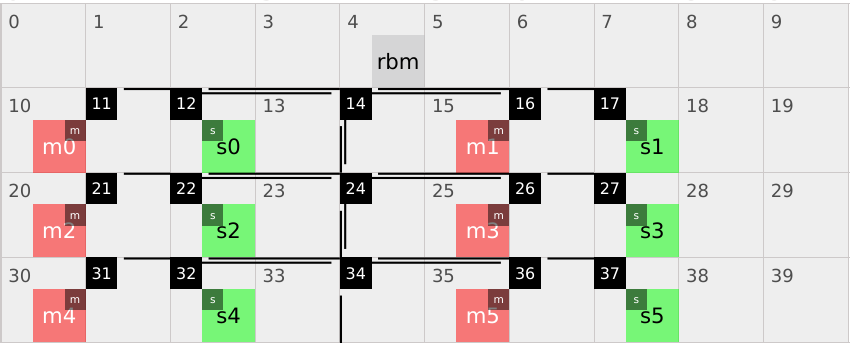 0 1 2 3 4 5 6 7 8 9
rbm
10 11 12 13 14 15 16 17 18 19
m s m s
m0 s0 m1 s1
20 21 22 23 24 25 26 27 28 29
m s m s
m2 s2 m3 s3
30 31 32 33 34 35 36 37 38 39
m s m s
m4 s4 m5 s5